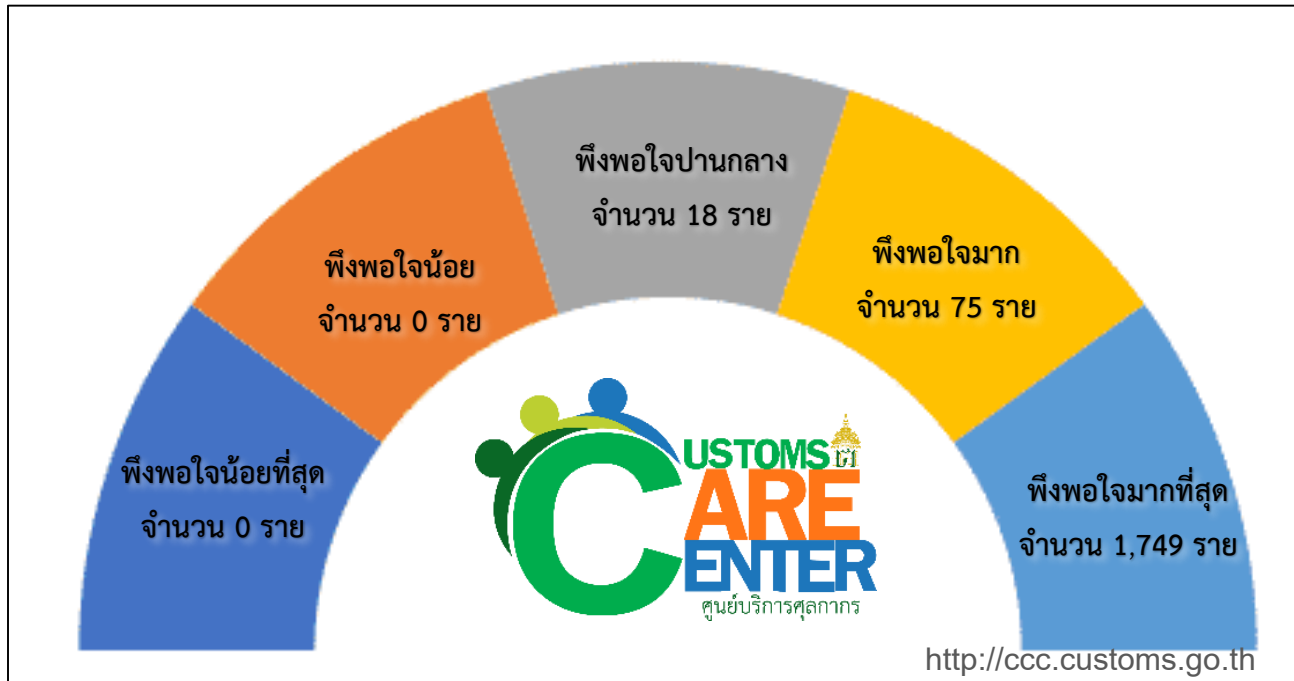 พึงพอใจปานกลาง
จำนวน 18 ราย
พึงพอใจน้อย
จำนวน 0 ราย
พึงพอใจมาก
จำนวน 75 ราย
พึงพอใจน้อยที่สุด
จำนวน 0 ราย
พึงพอใจมากที่สุด
จำนวน 1,749 ราย
CUSTOMS
CARE
CENTER
ศูนย์บริการศุลกากร
http://ccc.customs.go.th